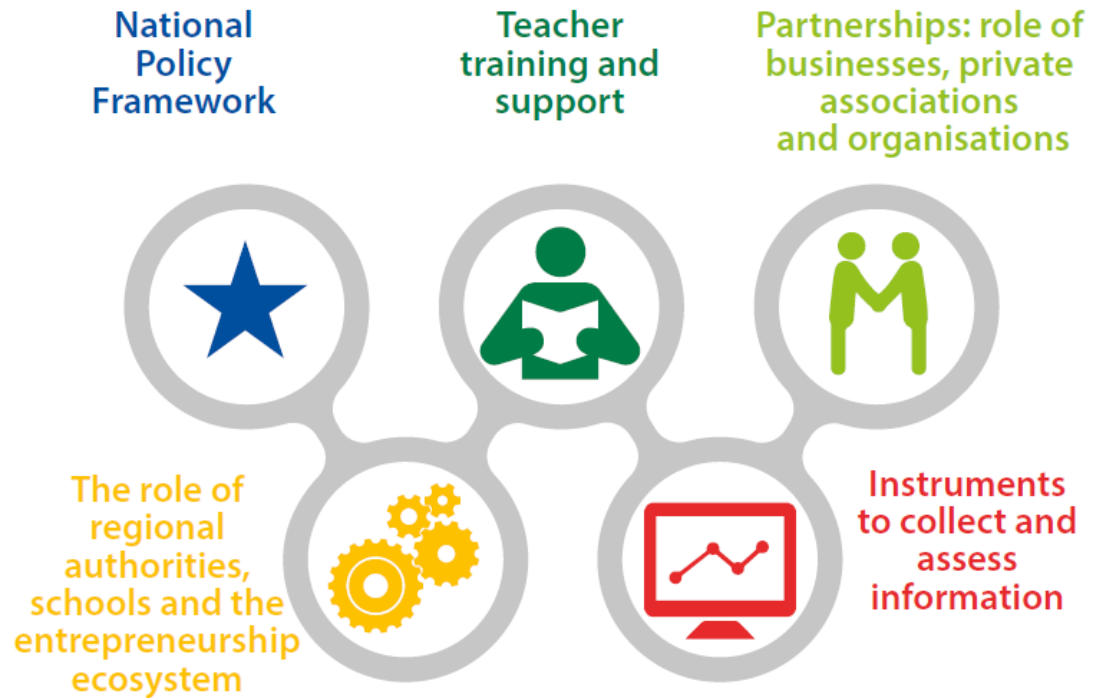 National
Policy
Framework
Teacher
training and
support
Partnerships: role of
businesses, private
associations
and organisations
The role of
regional
authorities,
schools and the
entrepreneurship
ecosystem
Instruments
to collect and
assess
information